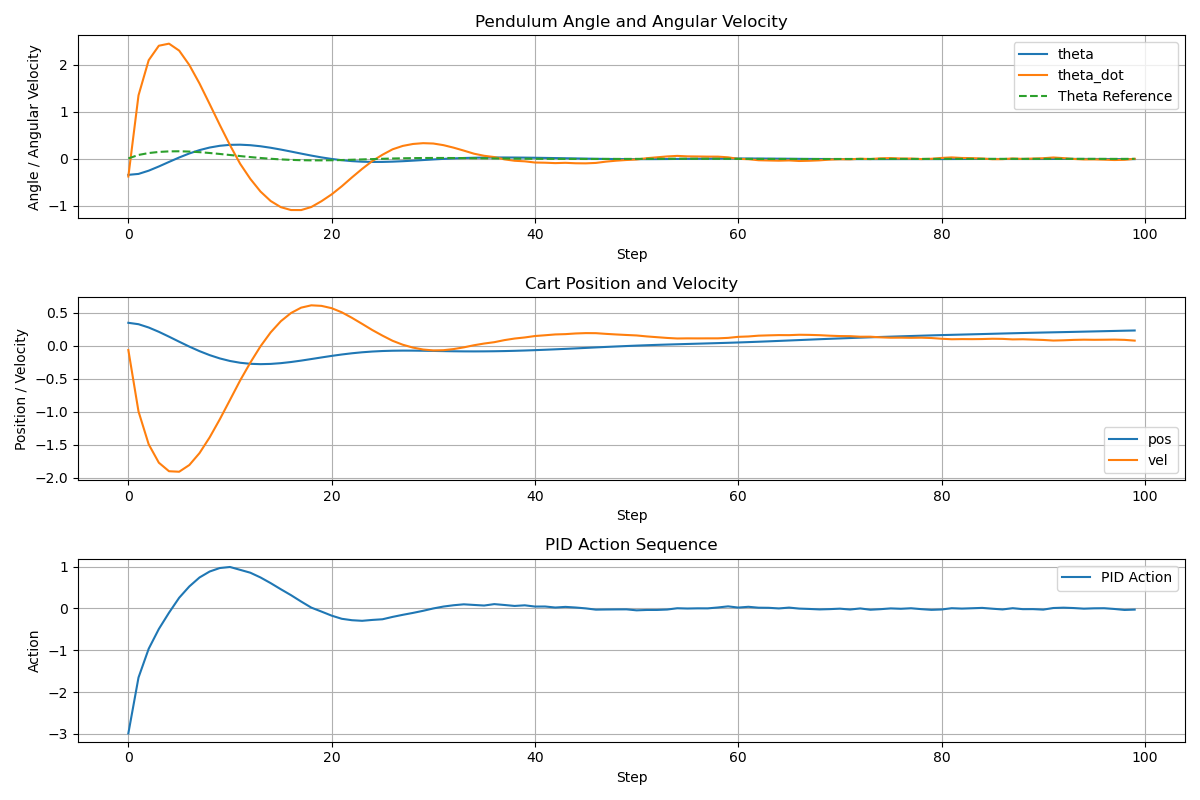 Pendulum Angle and Angular Velocity
Angle / Angular Velocity
2
1
0
−1
theta
theta_dot
Theta Reference
0 20 40 60 80 100
Step
Cart Position and Velocity
Position / Velocity
0.5
0.0
−0.5
−1.0
−1.5
−2.0
pos
vel
0 20 40 60 80 100
Step
PID Action Sequence
Action
1
0
−1
−2
−3
PID Action
0 20 40 60 80 100
Step